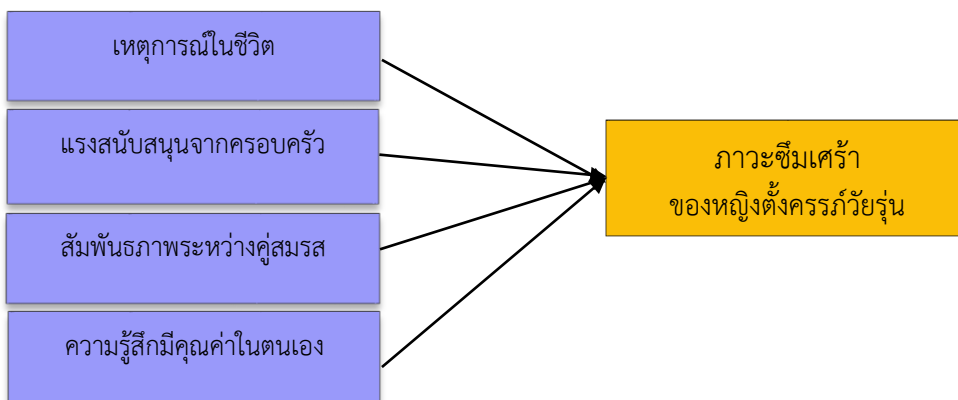 เหตุการณ์ในชีวิต
แรงสนับสนุนจากครอบครัว
สัมพันธภาพระหว่างคู่สมรส
ความรู้สึกมีคุณค่าในตนเอง
ภาวะซึมเศร้า
ของหญิงตั้งครรภ์วัยรุ่น